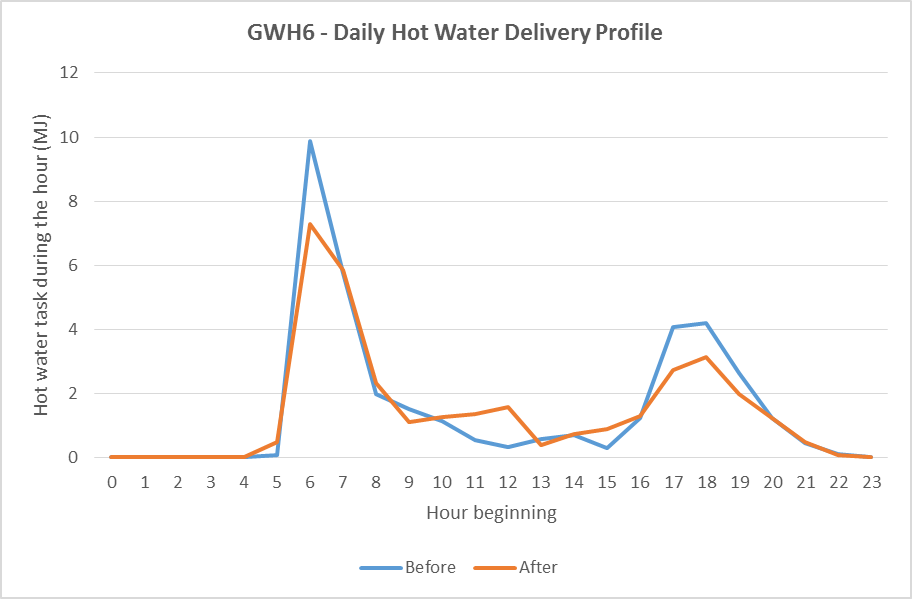 GWH6 - Daily Hot Water Delivery Profile
Hot water task during the hour (MJ)
12
10
8
6
4
2
0
0 1 2 3 4 5 6 7 8 9 10 11 12 13 14 15 16 17 18 19 20 21 22 23
Hour beginning
Before After